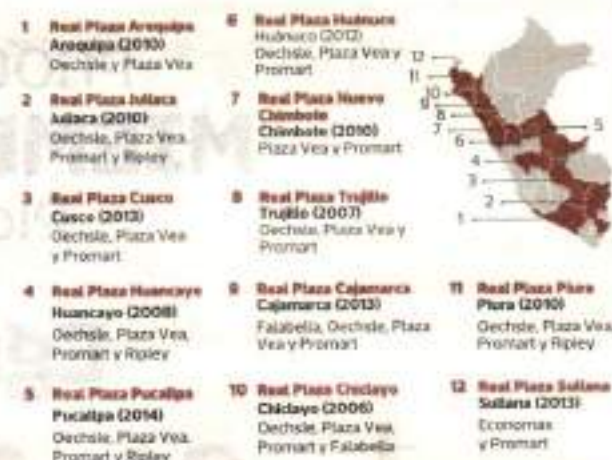 1 Real Plaza Arequipa
Arequipa (2010)
Oechsle y Plaza Vea
2 Real Plaza Juliaca
Juliaca (2010)
Oechsle, Plaza Vea,
Promart y Ripley
3 Real Plaza Cusco
Cusco (2013)
Oechsle, Plaza Vea
y Promart
4 Real Plaza Huancayo
Huancayo (2008)
Oechsle, Plaza Vea,
Promart y Ripley
5 Real Plaza Pucallpa
Pucallpa (2014)
Oechsle, Plaza Vea,
Promart y Ripley
6 Real Plaza Huánuco
Huánuco (2012)
Oechsle, Plaza Vea y
Promart
7 Real Plaza Nuevo
Chimbote
Chimbote (2010)
Plaza Vea y Promart
8 Real Plaza Trujillo
Trujillo (2007)
Oechsle, Plaza Vea y
Promart
9 Real Plaza Cajamarca
Cajamarca (2013)
Falabella, Oechsle, Plaza
Vea y Promart
10 Real Plaza Chiclayo
Chiclayo (2006)
Oechsle, Plaza Vea,
Promart y Falabella
12
11
10
9
8
7
6
5
4
3
2
1
11 Real Plaza Piura
Piura (2010)
Oechsle, Plaza Vea,
Promart y Ripley
12 Real Plaza Sullana
Sullana (2013)
Economax
y Promart